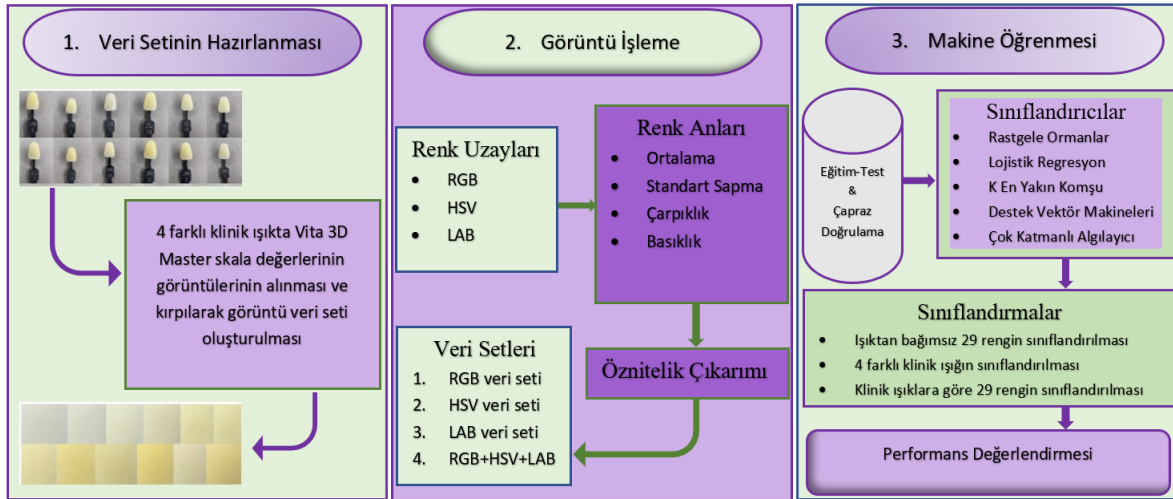 1. Veri Setinin Hazırlanması
4 farklı klinik ışıkta Vita 3D
Master skala değerlerinin
görüntülerinin alınması ve
kırpılarak görüntü veri seti
oluşturulması
2. Görüntü İşleme
Renk Uzayları
• RGB
• HSV
• LAB
Renk Anları
• Ortalama
• Standart Sapma
• Çarpıklık
• Basıklık
Öznitelik Çıkarımı
Veri Setleri
1. RGB veri seti
2. HSV veri seti
3. LAB veri seti
4. RGB+HSV+LAB
3. Makine Öğrenmesi
Eğitim-Test
&
Çapraz
Doğrulama
Sınıflandırıcılar
• Rastgele Ormanlar
• Lojistik Regresyon
• K En Yakın Komşu
• Destek Vektör Makineleri
• Çok Katmanlı Algılayıcı
Sınıflandırmalar
• Işıktan bağımsız 29 rengin sınıflandırılması
• 4 farklı klinik ışığın sınıflandırılması
• Klinik ışıklara göre 29 rengin sınıflandırılması
Performans Değerlendirmesi